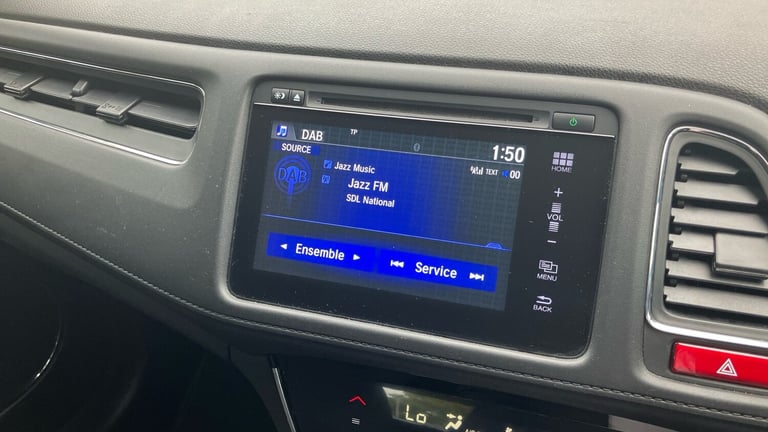 DAB
TP
1:50
SOURCE
DAB
Jazz Music
TEXT
00
Jazz FM
SDL National
Ensemble
Service
HOME
+
VOL
−
MENU
BACK
Lo